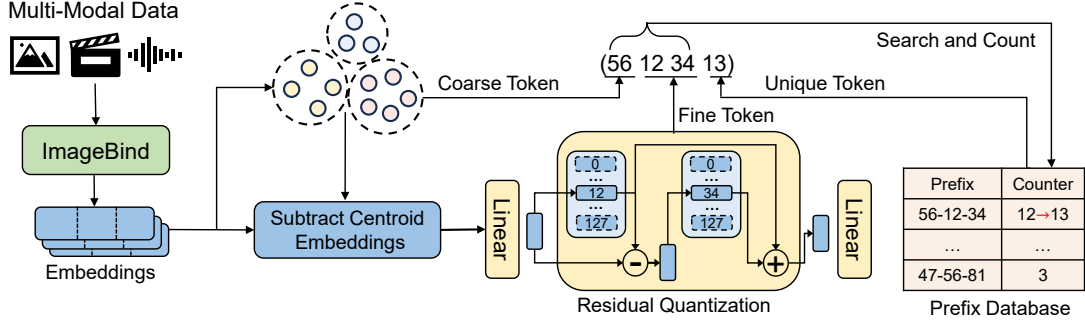 Multi-Modal Data
ImageBind
Embeddings
Coarse Token
(56 12 34 13)
Search and Count
Unique Token
Fine Token
Subtract Centroid
Embeddings
Linear
0
...
12
...
127
0
...
34
...
127
Linear
Residual Quantization
Prefix Counter
56-12-34 12→13
... ...
47-56-81 3
Prefix Database